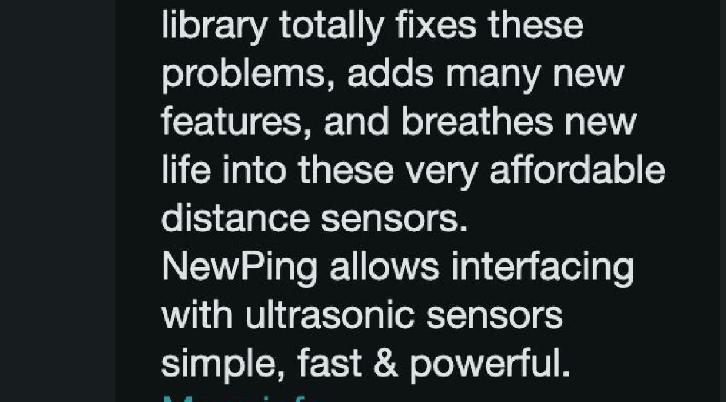 library totally fixes these
problems, adds many new
features, and breathes new
life into these very affordable
distance sensors.
NewPing allows interfacing
with ultrasonic sensors
simple, fast & powerful.